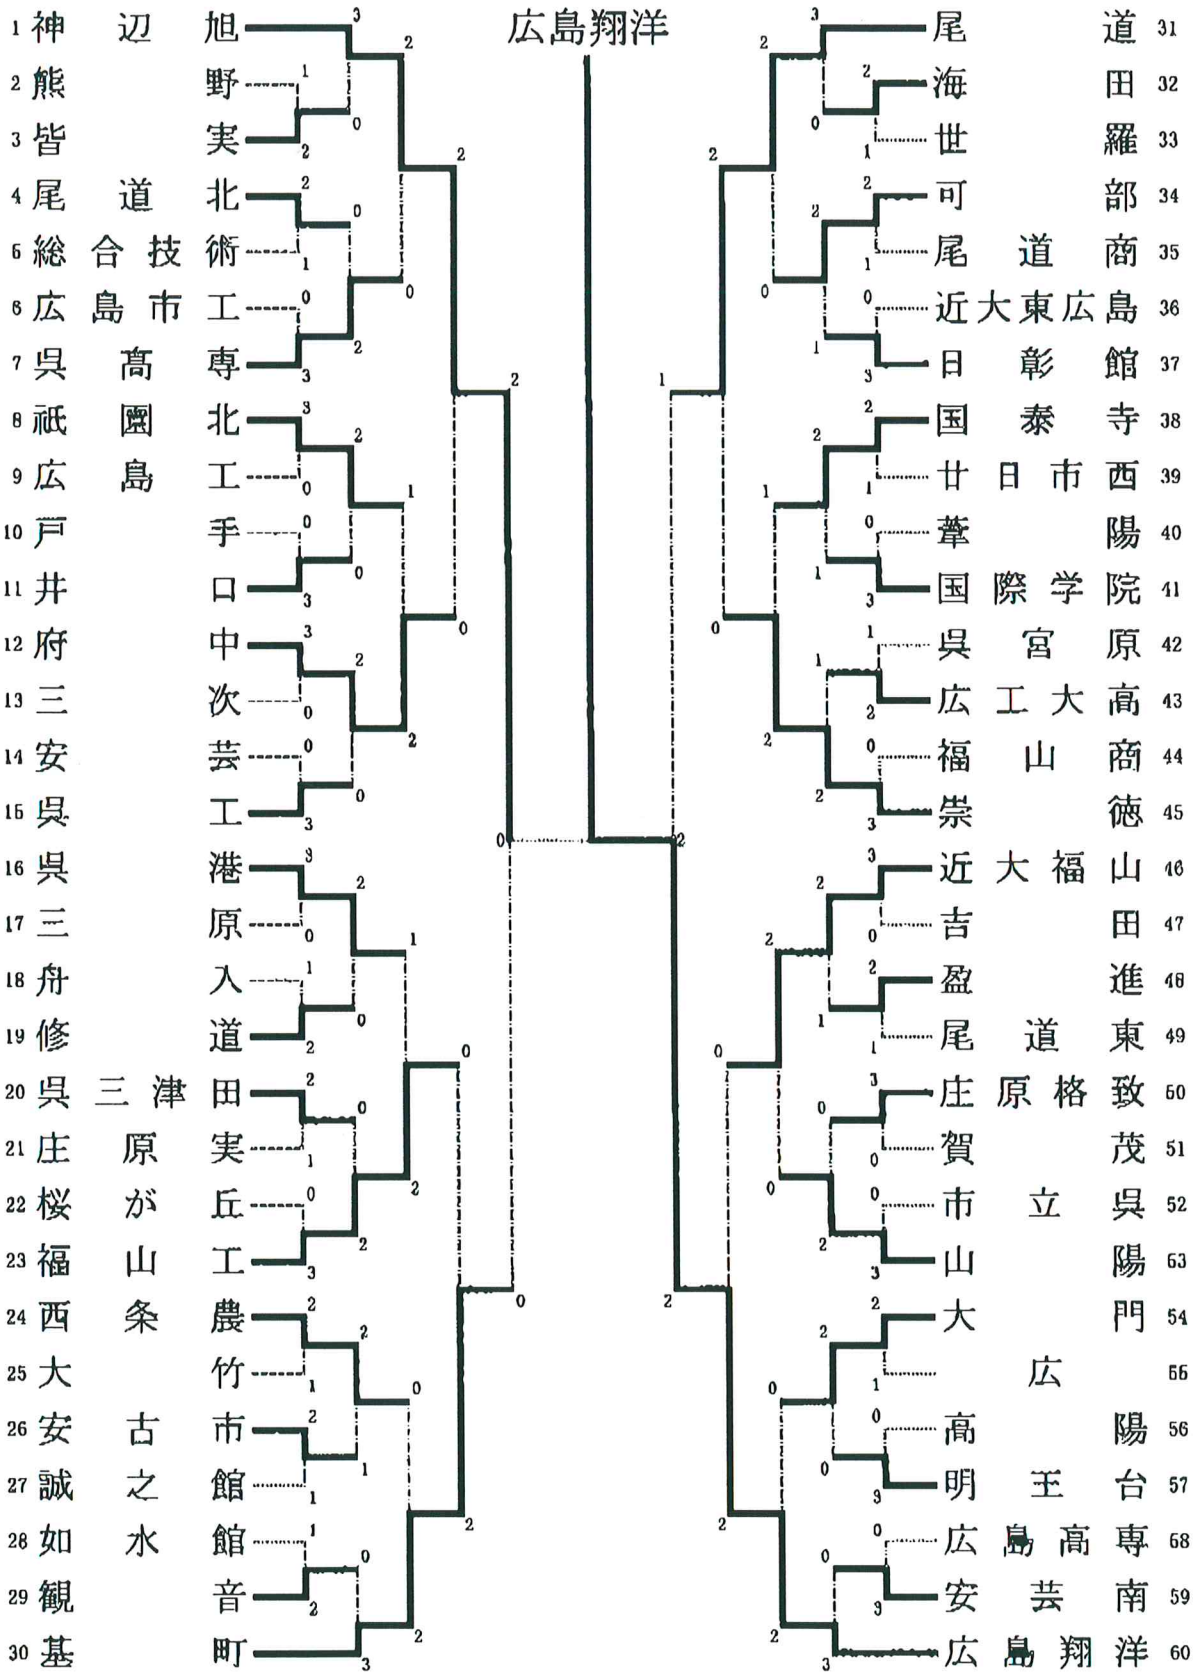 広島翔洋
1 神辺旭
2 熊野
3 皆実
4 尾道北
5 総合技術
6 広島市工
7 呉高専
8 祇園北
9 広島工
10 戸手
11 井口
12 府中
13 三次
14 安芸
15 呉工
16 呉港
17 三原
18 舟入
19 修道
20 呉三津田
21 庄原実
22 桜が丘
23 福山工
24 西条農
25 大竹
26 安古市
27 誠之館
28 如水館
29 観音
30 基町
尾道 31
海田 32
世羅 33
可部 34
尾道商 35
近大東広島 36
日彰館 37
国泰寺 38
廿日市西 39
葦陽 40
国際学院 41
呉宮原 42
広工大高 43
福山商 44
崇徳 45
近大福山 46
吉田 47
盈進 48
尾道東 49
庄原格致 50
賀茂 51
市立呉 52
山陽 53
大門 54
広 55
高陽 56
明王台 57
広島高専 58
安芸南 59
広島翔洋 60